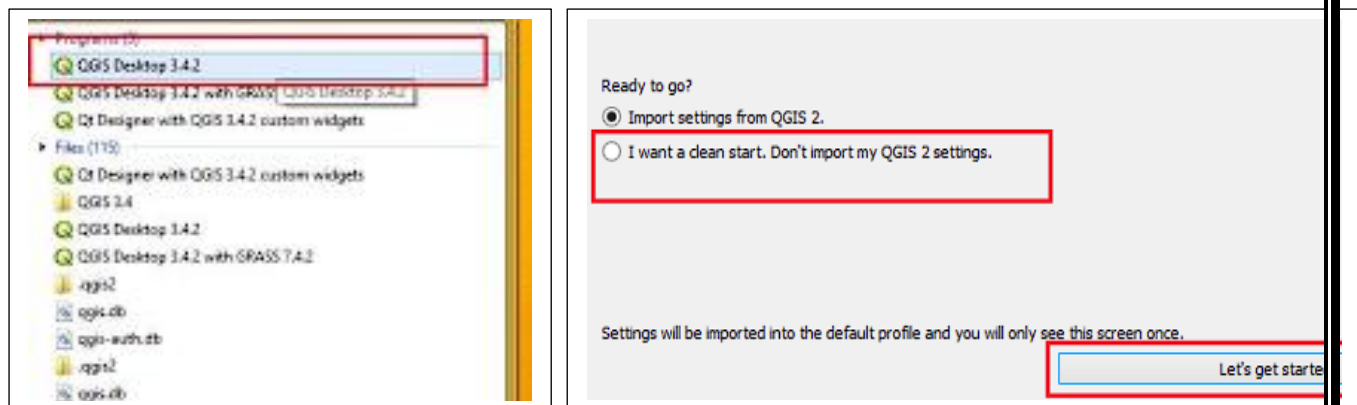 Programs (3)
QGIS Desktop 3.4.2
QGIS Desktop 3.4.2 with GRASS QGIS Desktop 3.4.2
Qt Designer with QGIS 3.4.2 custom widgets
Files (115)
Qt Designer with QGIS 3.4.2 custom widgets
QGIS 3.4
QGIS Desktop 3.4.2
QGIS Desktop 3.4.2 with GRASS 7.4.2
.qgis2
qgis.db
qgis-auth.db
.qgis2
qgis.db
Ready to go?
Import settings from QGIS 2.
I want a clean start. Don't import my QGIS 2 settings.
Settings will be imported into the default profile and you will only see this screen once.
Let's get starte